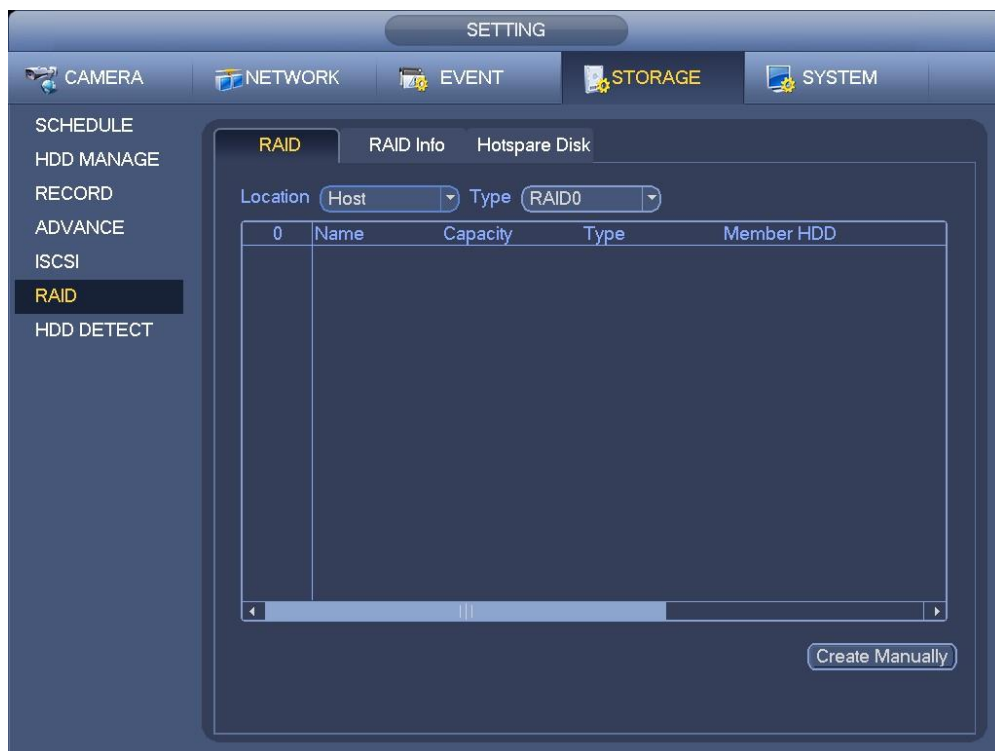 SETTING
CAMERA NETWORK EVENT STORAGE SYSTEM
SCHEDULE
HDD MANAGE
RECORD
ADVANCE
ISCSI
RAID
HDD DETECT
RAID RAID Info Hotspare Disk
Location Host Type RAID0
0 Name Capacity Type Member HDD
Create Manually